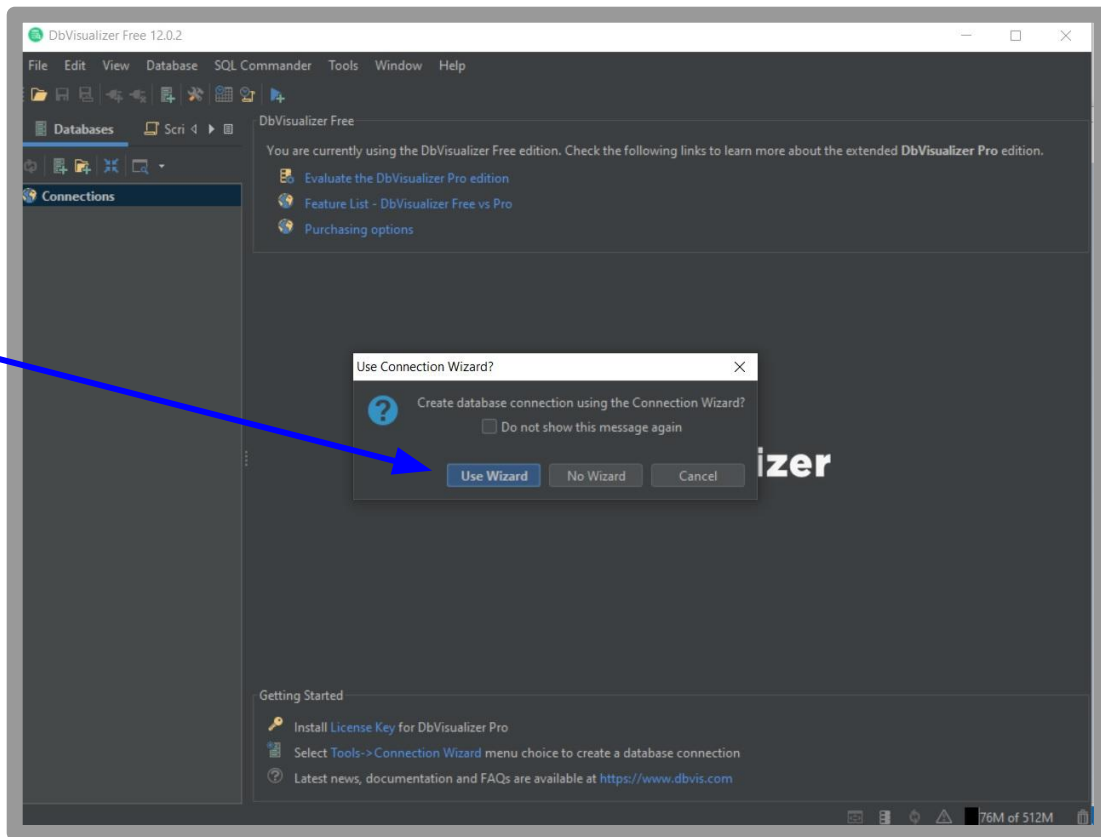 DbVisualizer Free 12.0.2
File Edit View Database SQL Commander Tools Window Help
Databases Scri
DbVisualizer Free
You are currently using the DbVisualizer Free edition. Check the following links to learn more about the extended DbVisualizer Pro edition.
Evaluate the DbVisualizer Pro edition
Connections
Feature List - DbVisualizer Free vs Pro
Purchasing options
Use Connection Wizard?
Create database connection using the Connection Wizard?
Do not show this message again
izer
Use Wizard No Wizard Cancel
Getting Started
Install License Key for DbVisualizer Pro
Select Tools->Connection Wizard menu choice to create a database connection
Latest news, documentation and FAQs are available at https://www.dbvis.com
76M of 512M